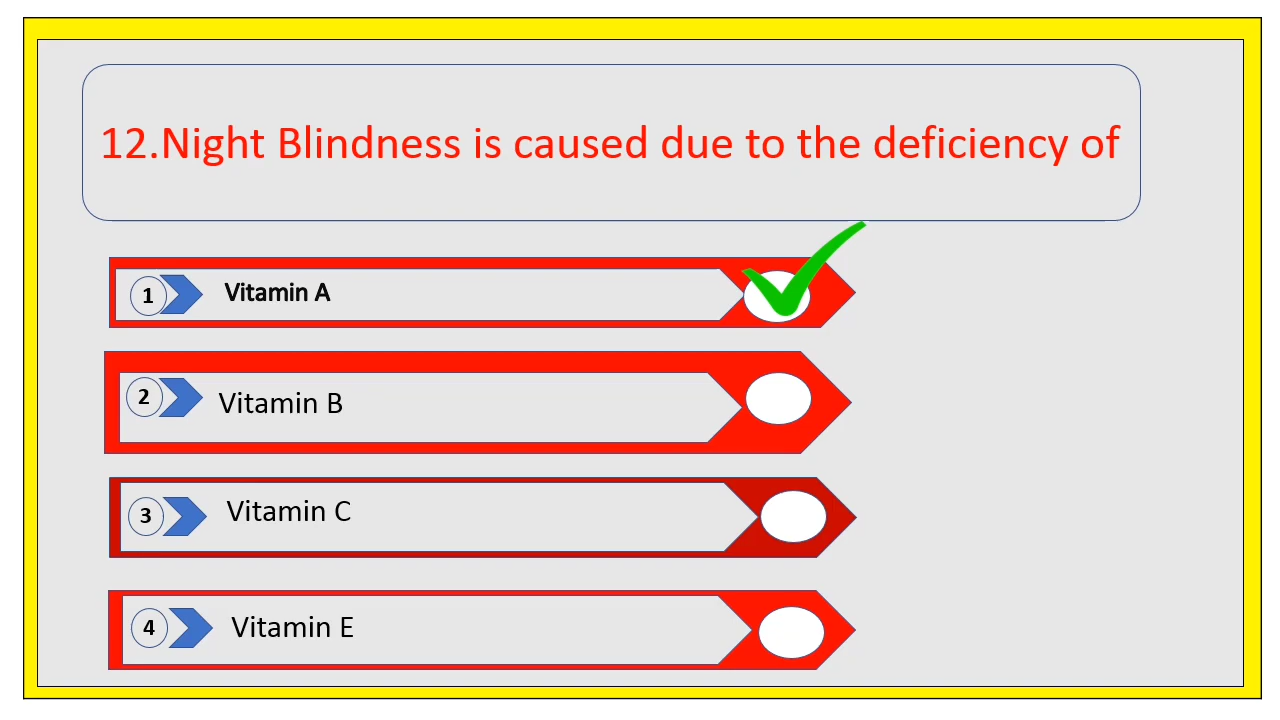 12.Night Blindness is caused due to the deficiency of
1 Vitamin A
2 Vitamin B
3 Vitamin C
4 Vitamin E